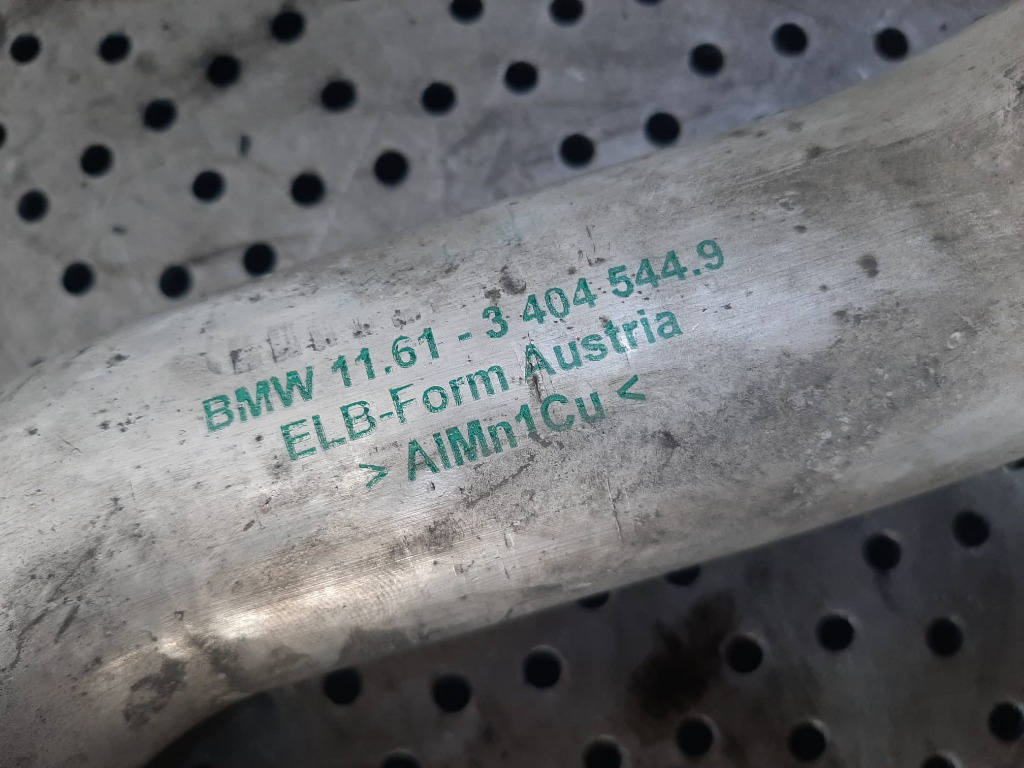 BMW 11.61 - 3 404 544.9
ELB-Form Austria
> AlMn1Cu <